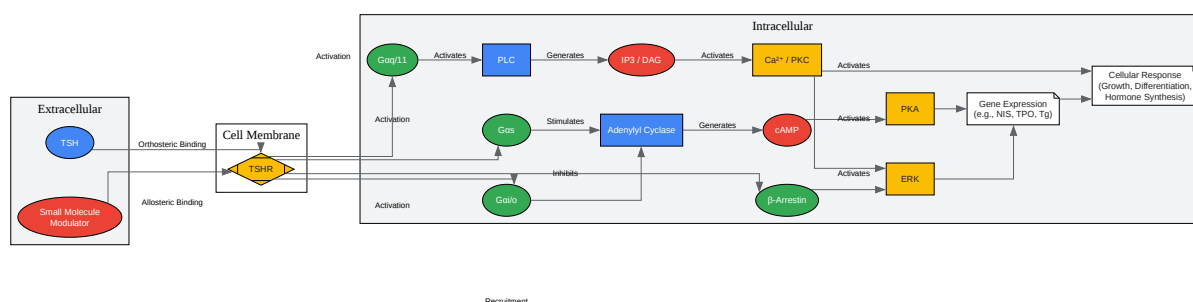 Intracellular
Activation
Gαq/11
Activates
PLC
Generates
IP3 / DAG
Activates
Ca²⁺ / PKC
Activates
Cellular Response
(Growth, Differentiation,
Hormone Synthesis)
Extracellular
TSH
Orthosteric Binding
Cell Membrane
TSHR
Activation
Gαs
Stimulates
Adenylyl Cyclase
Generates
cAMP
Activates
PKA
Gene Expression
(e.g., NIS, TPO, Tg)
Small Molecule
Modulator
Allosteric Binding
Activation
Gαi/o
Inhibits
β-Arrestin
Activates
ERK
Recruitment